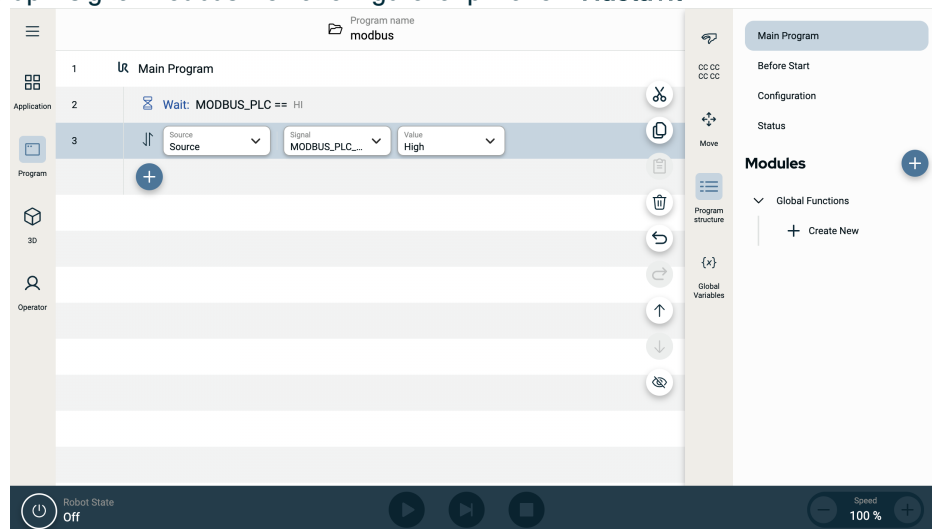 Program name
modbus
Application
Program
3D
Operator
1 Main Program
2 Wait: MODBUS_PLC == HI
3
Source
Source
Signal
MODBUS_PLC_...
Value
High
CC CC
CC CC
Move
Program
structure
{x}
Global
Variables
Main Program
Before Start
Configuration
Status
Modules
Global Functions
Create New
Robot State
Off
Speed
100 %